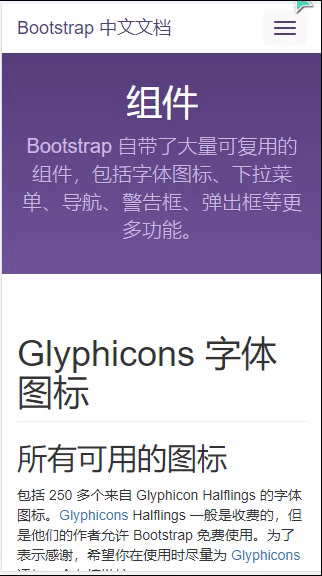 Bootstrap 中文文档
组件
Bootstrap 自带了大量可复用的
组件，包括字体图标、下拉菜
单、导航、警告框、弹出框等更
多功能。
Glyphicons 字体
图标
所有可用的图标
包括 250 多个来自 Glyphicon Halflings 的字体
图标。Glyphicons Halflings 一般是收费的，但
是他们的作者允许 Bootstrap 免费使用。为了
表示感谢，希望你在使用时尽量为 Glyphicons